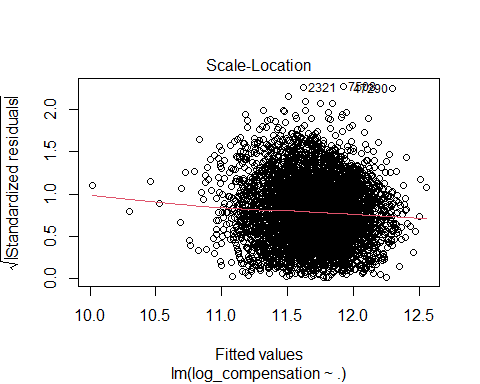 Scale-Location
2321
√|Standardized residuals|
0.0 0.5 1.0 1.5 2.0
10.0 10.5 11.0 11.5 12.0 12.5
Fitted values
lm(log_compensation ~ .)